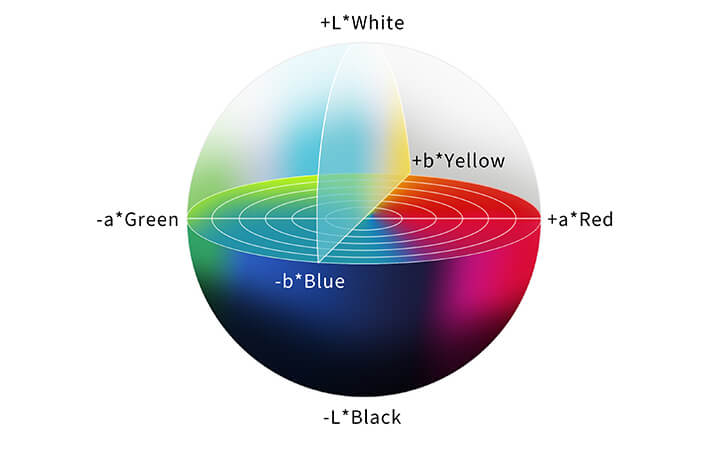 +L*White
+b*Yellow
-a*Green
+a*Red
-b*Blue
-L*Black